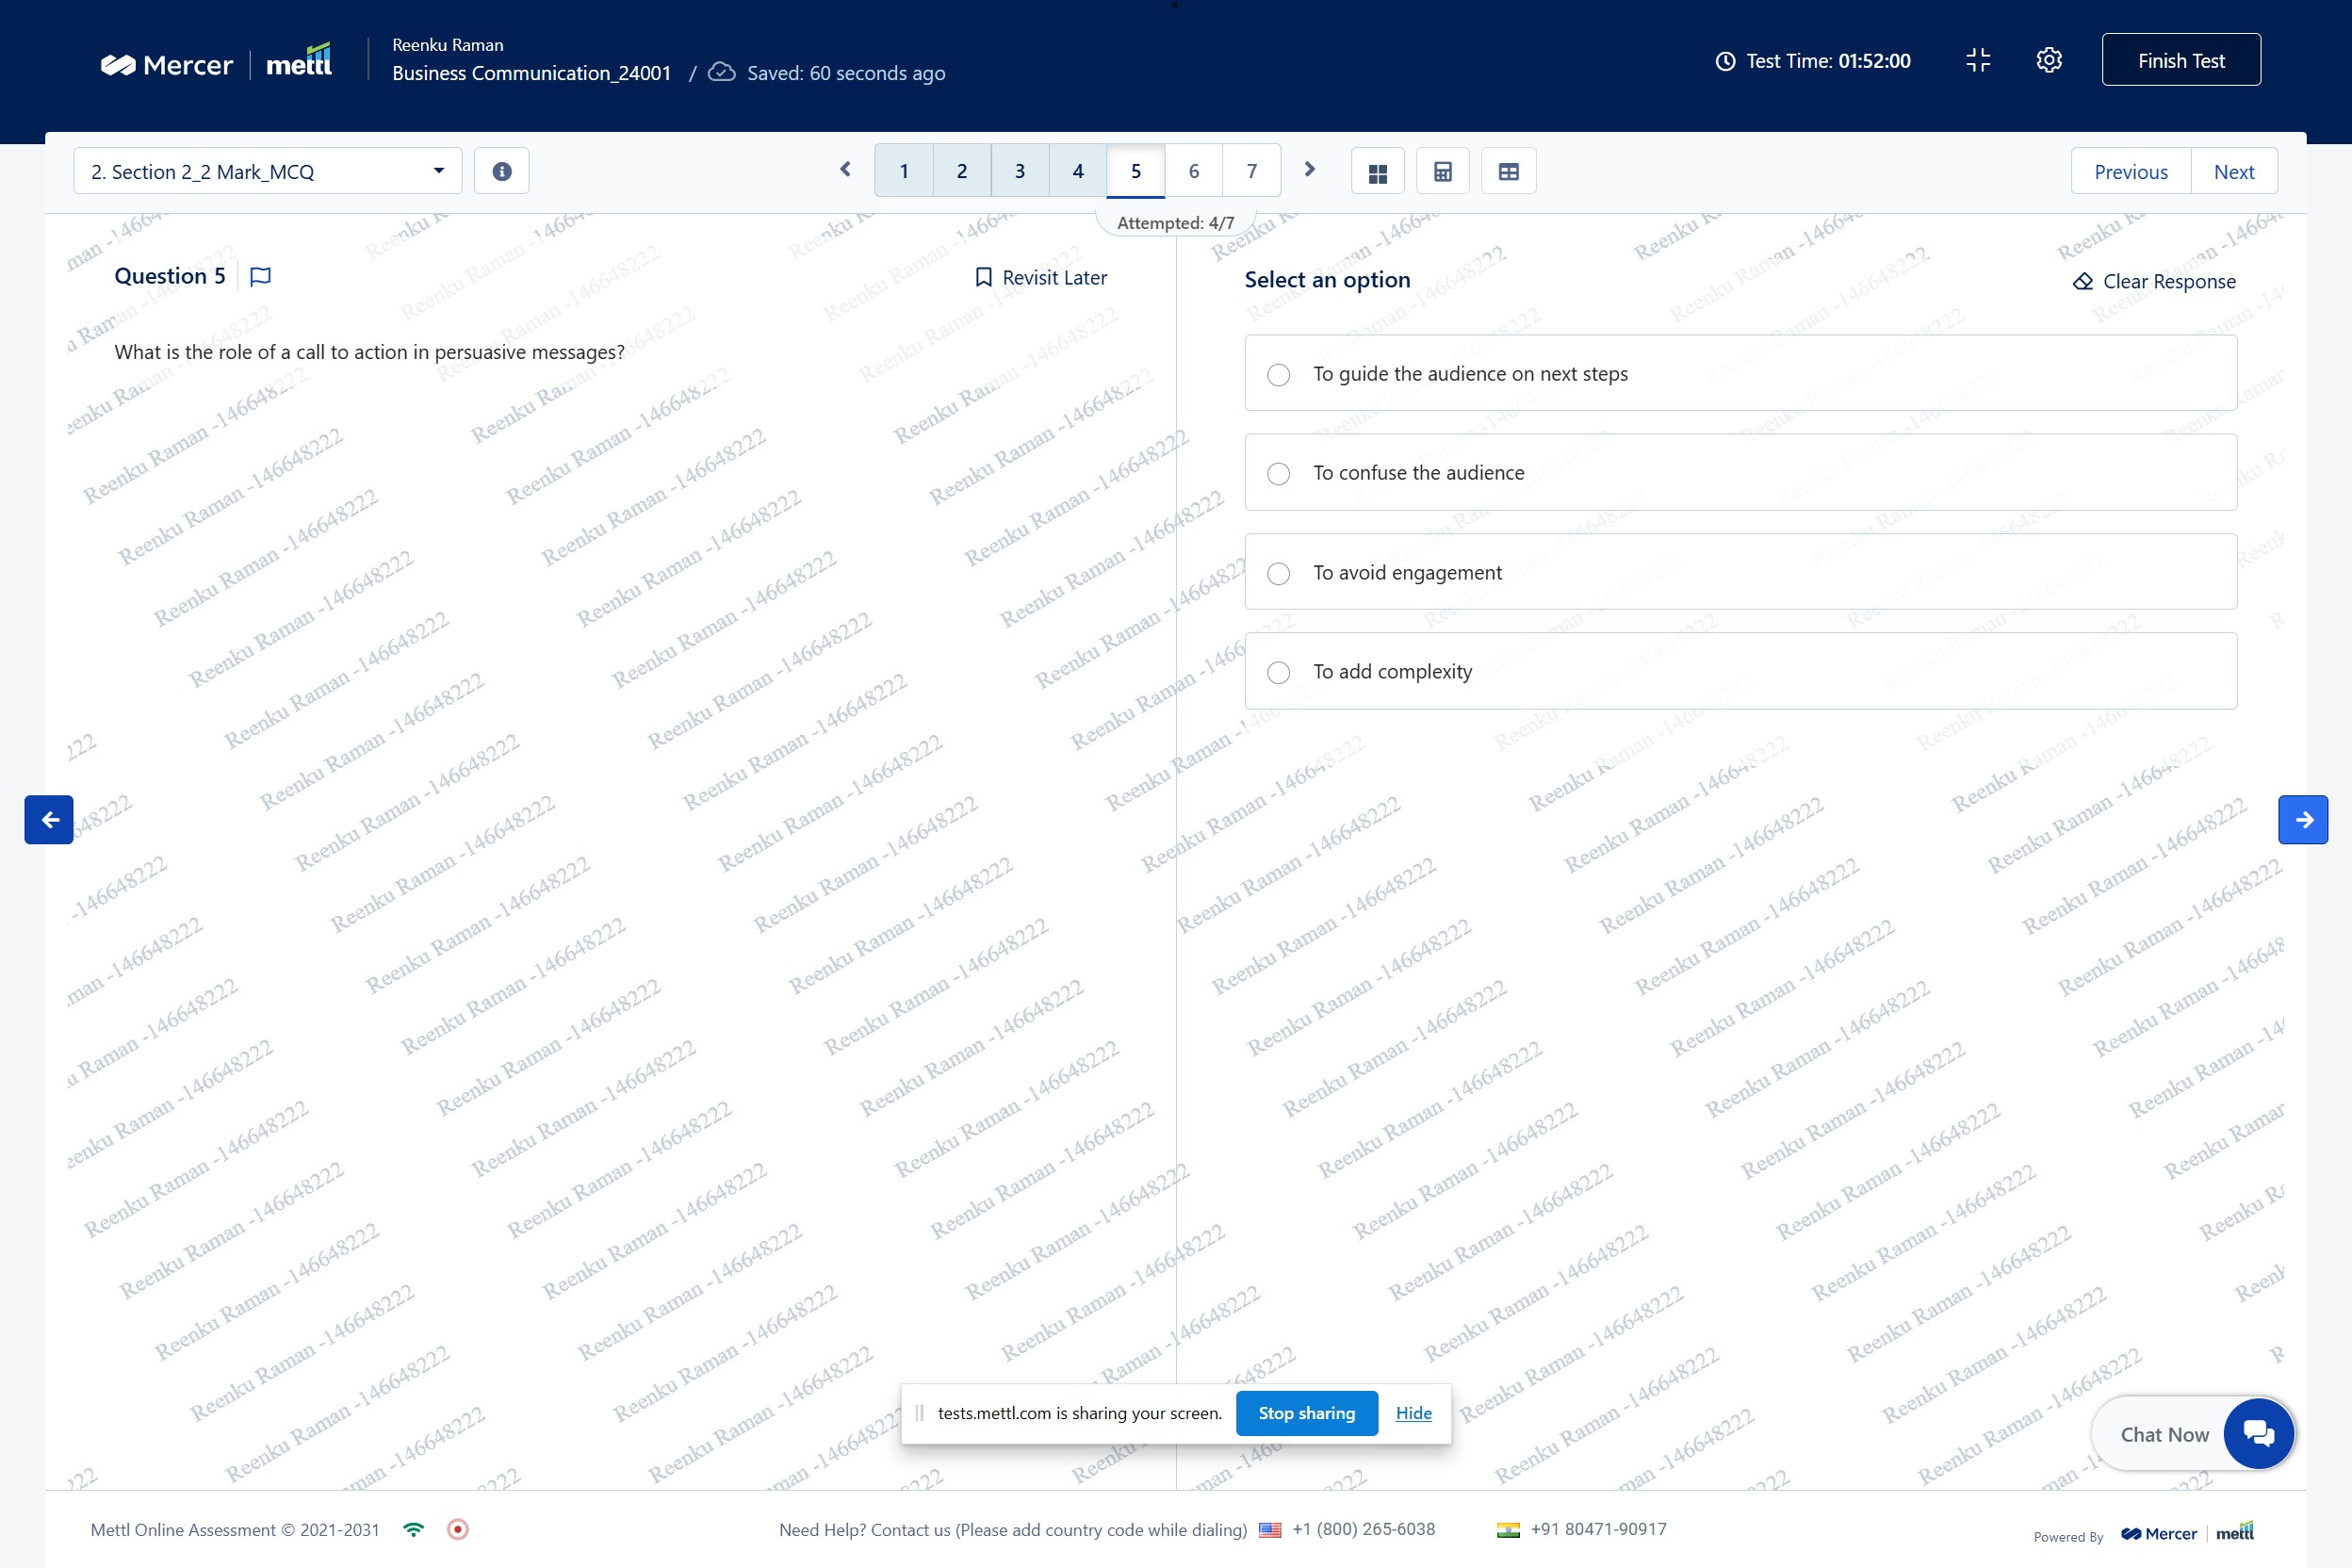 Mercer mettl
Reenku Raman
Business Communication_24001 / Saved: 60 seconds ago
Test Time: 01:52:00
Finish Test
2. Section 2_2 Mark_MCQ
1 2 3 4 5 6 7
Previous Next
Attempted: 4/7
Question 5
Revisit Later
What is the role of a call to action in persuasive messages?
Select an option
Clear Response
To guide the audience on next steps
To confuse the audience
To avoid engagement
To add complexity
Reenku Raman -146648222
tests.mettl.com is sharing your screen. Stop sharing Hide
Chat Now
Mettl Online Assessment © 2021-2031
Need Help? Contact us (Please add country code while dialing) +1 (800) 265-6038 +91 80471-90917
Powered By Mercer mettl